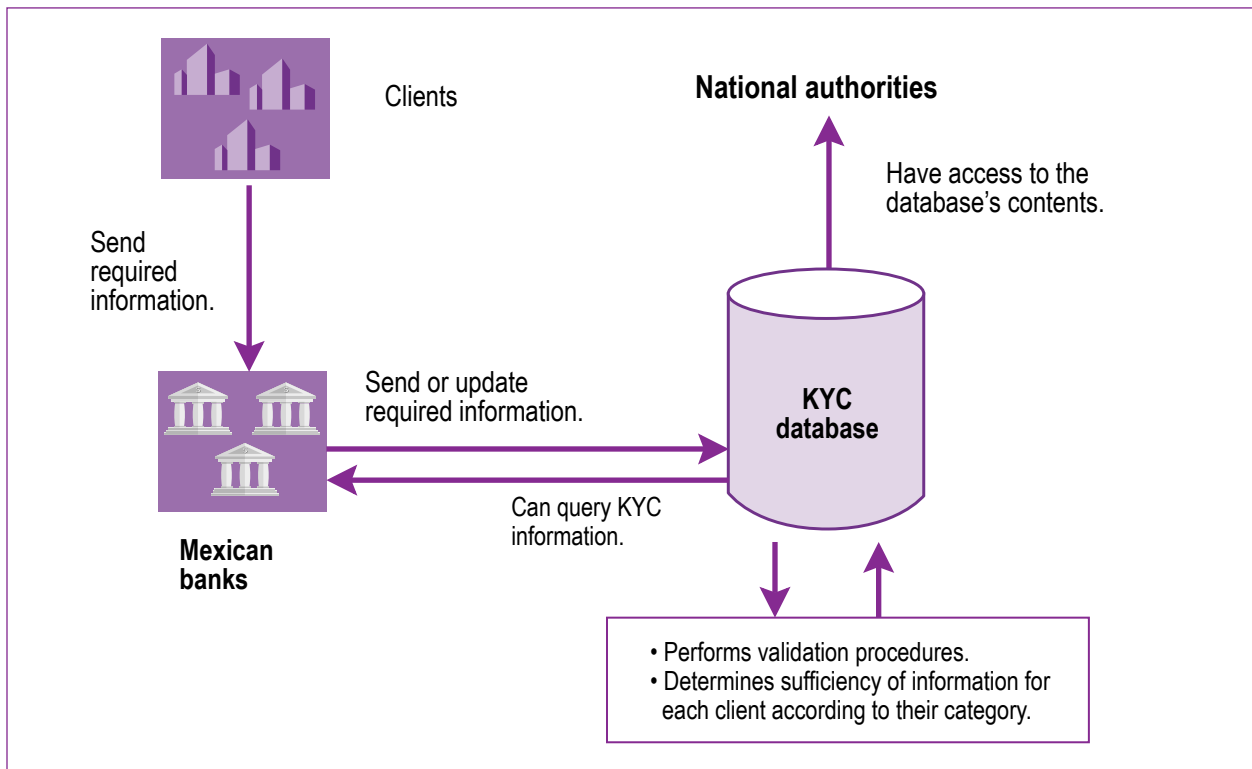 Clients
National authorities
Have access to the
database’s contents.
Send
required
information.
Send or update
required information.
KYC
database
Can query KYC
information.
Mexican
banks
• Performs validation procedures.
• Determines sufficiency of information for
each client according to their category.